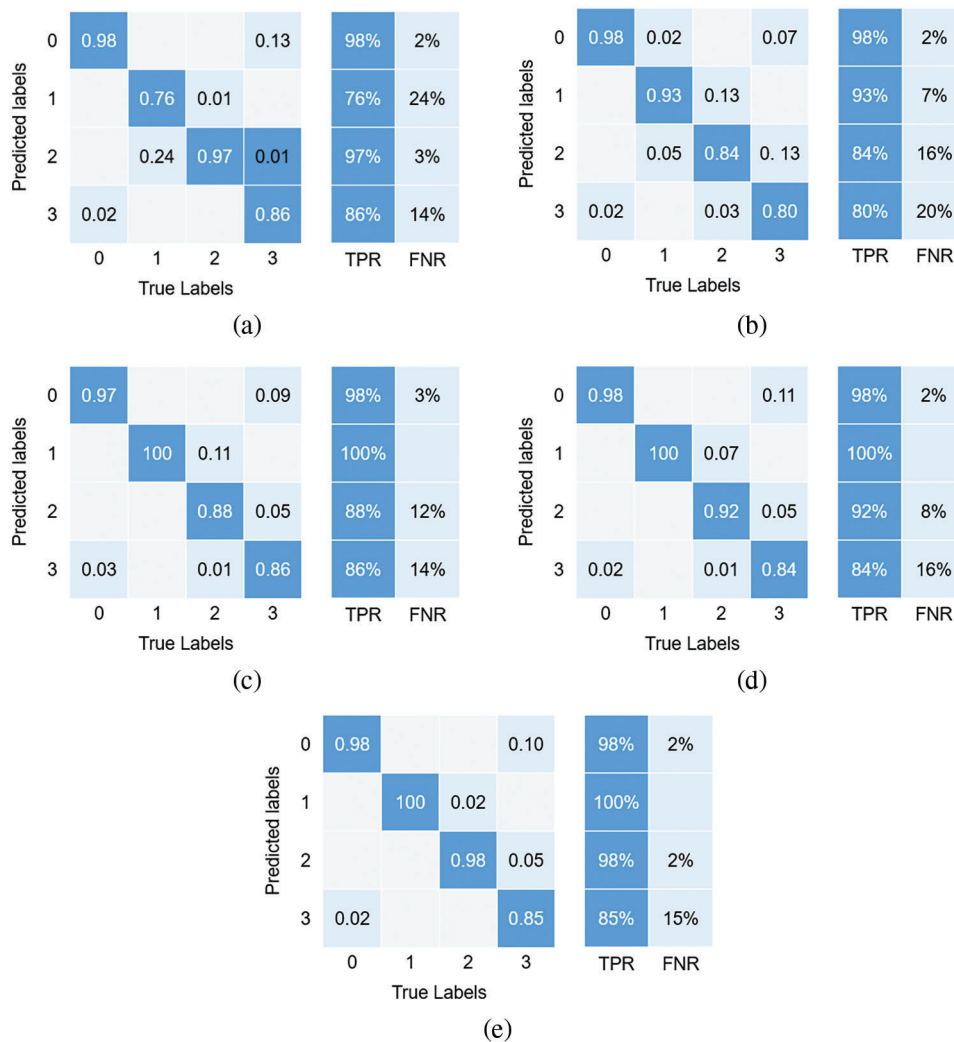 0 0.98 0.13 98% 2%
1 0.76 0.01 76% 24%
2 0.24 0.97 0.01 97% 3%
3 0.02 0.86 86% 14%
0 1 2 3 TPR FNR
Predicted labels
True Labels
(a)
0 0.98 0.02 0.07 98% 2%
1 0.93 0.13 93% 7%
2 0.05 0.84 0. 13 84% 16%
3 0.02 0.03 0.80 80% 20%
0 1 2 3 TPR FNR
Predicted labels
True Labels
(b)
0 0.97 0.09 98% 3%
1 100 0.11 100%
2 0.88 0.05 88% 12%
3 0.03 0.01 0.86 86% 14%
0 1 2 3 TPR FNR
Predicted labels
True Labels
(c)
0 0.98 0.11 98% 2%
1 100 0.07 100%
2 0.92 0.05 92% 8%
3 0.02 0.01 0.84 84% 16%
0 1 2 3 TPR FNR
Predicted labels
True Labels
(d)
0 0.98 0.10 98% 2%
1 100 0.02 100%
2 0.98 0.05 98% 2%
3 0.02 0.85 85% 15%
0 1 2 3 TPR FNR
Predicted labels
True Labels
(e)